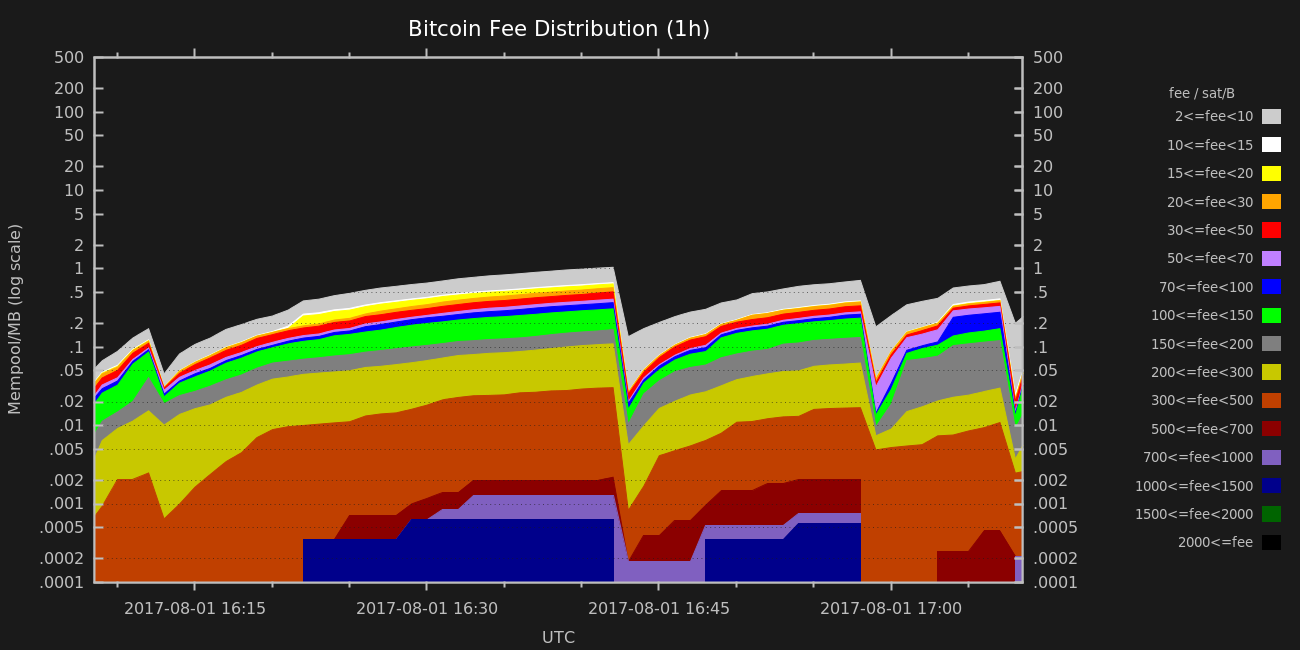 Bitcoin Fee Distribution (1h)
500 500
200 200
100 100
50 50
20 20
10 10
5 5
2 2
1 1
.5 .5
.2 .2
.1 .1
.05 .05
.02 .02
.01 .01
.005 .005
.002 .002
.001 .001
.0005 .0005
.0002 .0002
.0001 .0001
Mempool/MB (log scale)
2017-08-01 16:15 2017-08-01 16:30 2017-08-01 16:45 2017-08-01 17:00
UTC
fee / sat/B
2<=fee<10
10<=fee<15
15<=fee<20
20<=fee<30
30<=fee<50
50<=fee<70
70<=fee<100
100<=fee<150
150<=fee<200
200<=fee<300
300<=fee<500
500<=fee<700
700<=fee<1000
1000<=fee<1500
1500<=fee<2000
2000<=fee